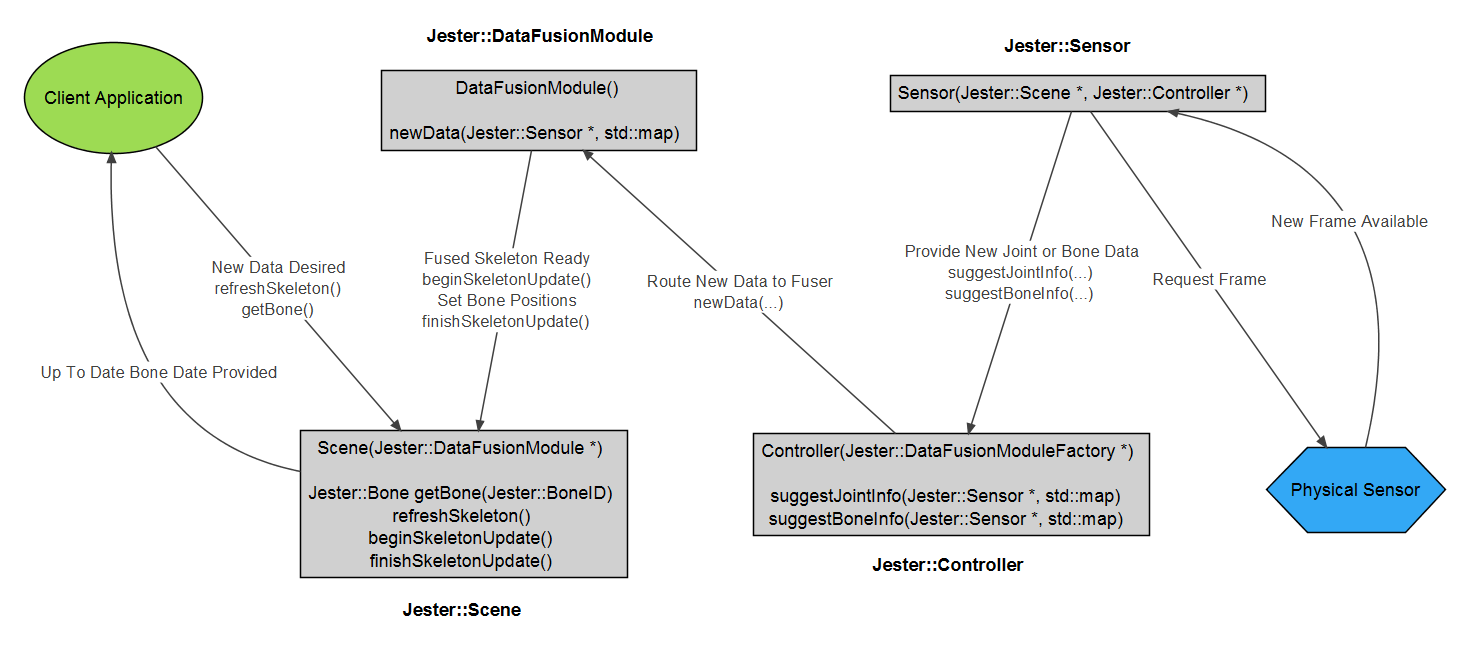 Jester::DataFusionModule
Jester::Sensor
Client Application
DataFusionModule()
newData(Jester::Sensor *, std::map)
Sensor(Jester::Scene *, Jester::Controller *)
New Data Desired
refreshSkeleton()
getBone()
Fused Skeleton Ready
beginSkeletonUpdate()
Set Bone Positions
finishSkeletonUpdate()
Route New Data to Fuser
newData(...)
Provide New Joint or Bone Data
suggestJointInfo(...)
suggestBoneInfo(...)
Request Frame
New Frame Available
Up To Date Bone Date Provided
Scene(Jester::DataFusionModule *)
Jester::Bone getBone(Jester::BoneID)
refreshSkeleton()
beginSkeletonUpdate()
finishSkeletonUpdate()
Jester::Scene
Controller(Jester::DataFusionModuleFactory *)
suggestJointInfo(Jester::Sensor *, std::map)
suggestBoneInfo(Jester::Sensor *, std::map)
Jester::Controller
Physical Sensor